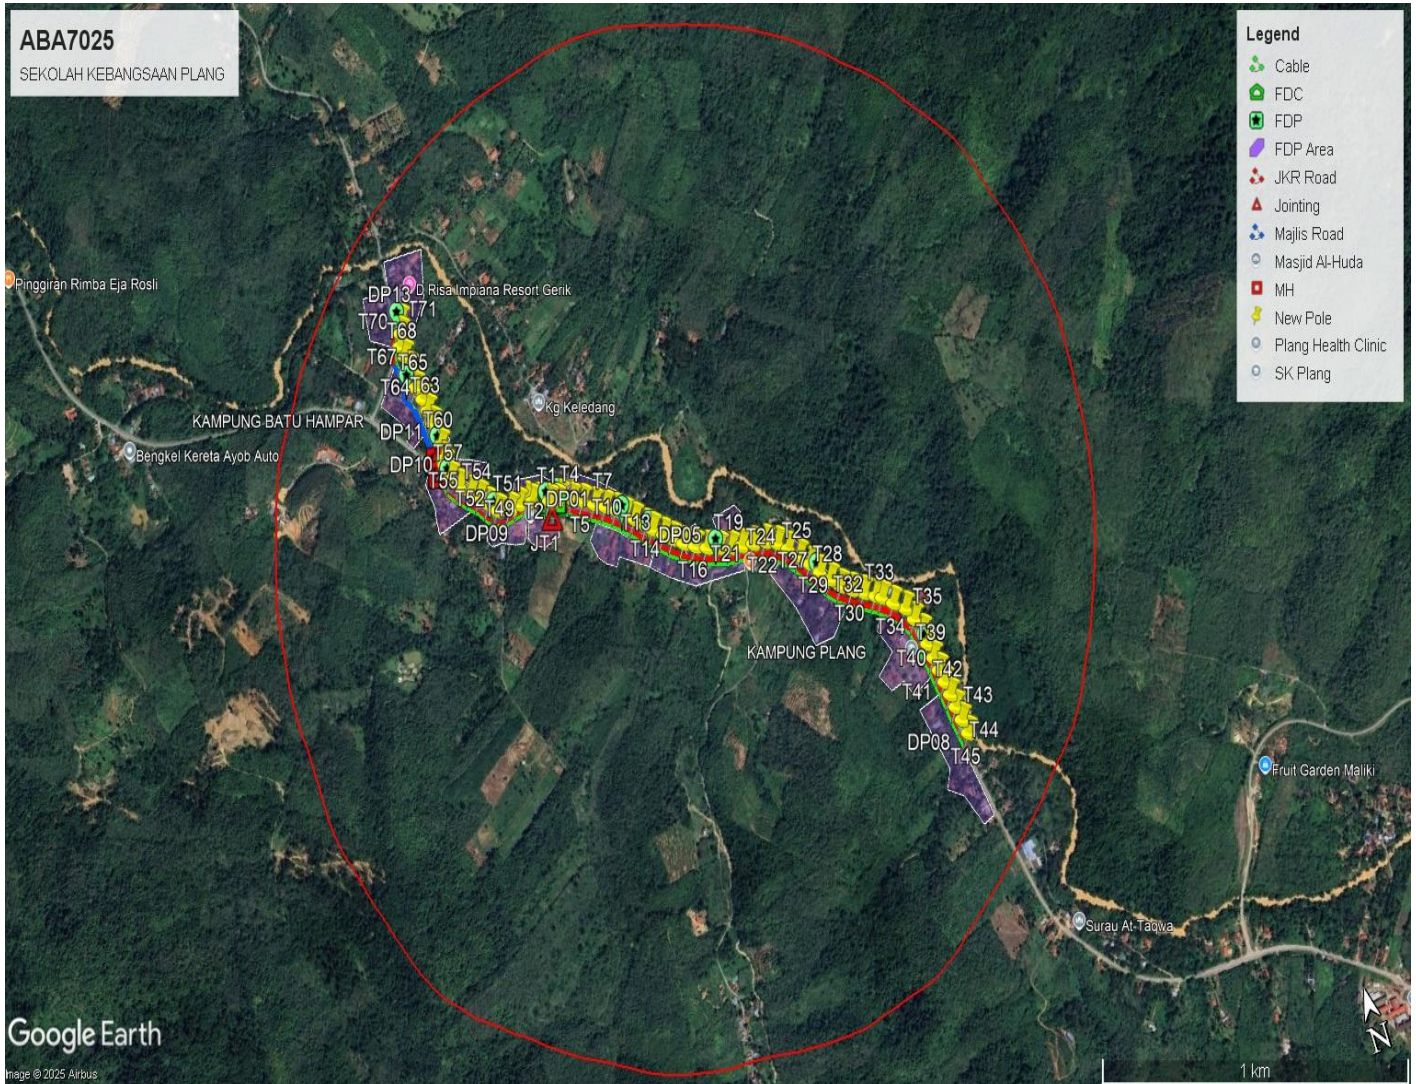 ABA7025
SEKOLAH KEBANGSAAN PLANG
Legend
Cable
FDC
FDP
FDP Area
JKR Road
Jointing
Majlis Road
Masjid Al-Huda
MH
New Pole
Plang Health Clinic
SK Plang
Pinggiran Rimba Eja Rosli
D Risa Impiana Resort Gerik
DP13
T71
T70
T68
T67
T65
T64
T63
Kg Keledang
KAMPUNG BATU HAMPAR
T60
DP11
Bengkel Kereta Ayob Auto
T57
DP10
T54
T55
T51
T1
T4
T7
T52
T49
T2
DP01
T10
DP09
JT1
T5
T13
T14
DP05
T19
T16
T21
T24
T25
T22
T27
T28
T29
T32
T33
T30
T35
T34
T39
KAMPUNG PLANG
T40
T42
T41
T43
T44
DP08
T45
Fruit Garden Maliki
Surau At-Taqwa
Google Earth
Image © 2025 Airbus
N
1 km